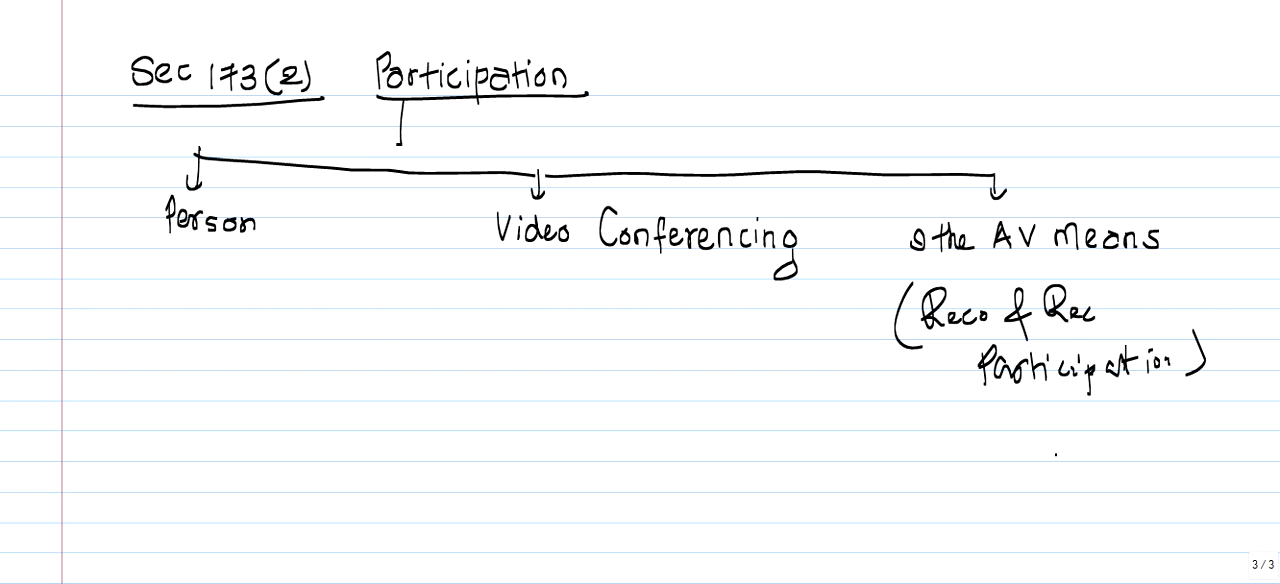 Sec 173(2) Participation
Person Video Conferencing othe AV Means
(Reco & Rec
Participation)
3 / 3